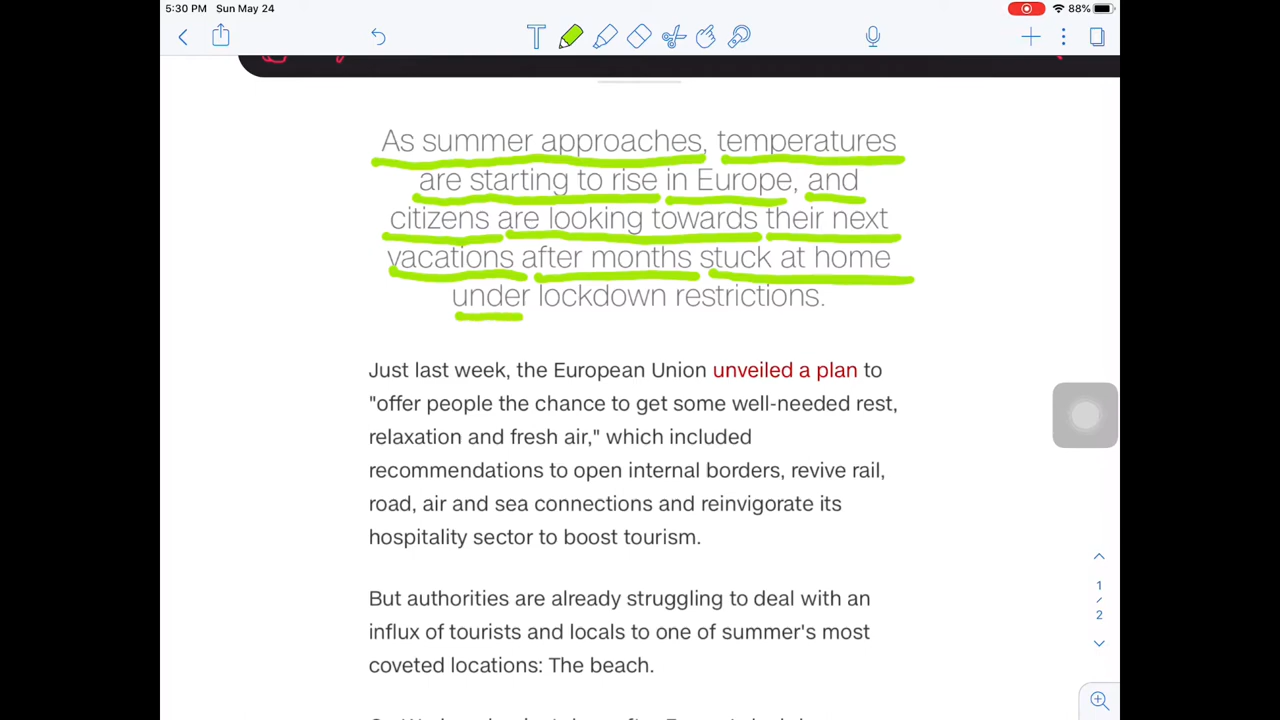 5:30 PM Sun May 24
88%
As summer approaches, temperatures
are starting to rise in Europe, and
citizens are looking towards their next
vacations after months stuck at home
under lockdown restrictions.
Just last week, the European Union unveiled a plan to
"offer people the chance to get some well-needed rest,
relaxation and fresh air," which included
recommendations to open internal borders, revive rail,
road, air and sea connections and reinvigorate its
hospitality sector to boost tourism.
But authorities are already struggling to deal with an
influx of tourists and locals to one of summer's most
coveted locations: The beach.
1
/
2